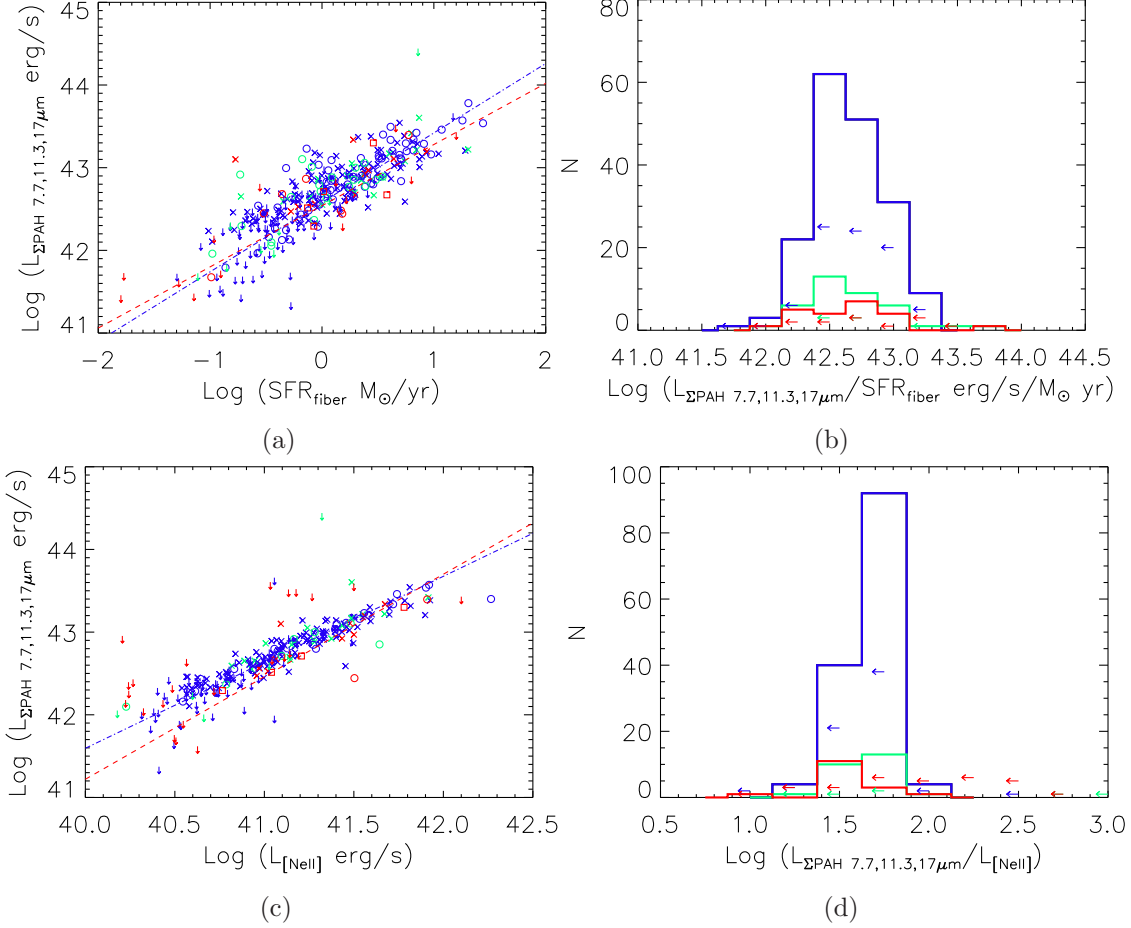 45
44
43
42
41
Log (L_ΣPAH 7.7,11.3,17μm erg/s)
−2 −1 0 1 2
Log (SFR_fiber M_⊙/yr)
(a)
80
60
40
20
0
N
41.0 41.5 42.0 42.5 43.0 43.5 44.0 44.5
Log (L_ΣPAH 7.7,11.3,17μm/SFR_fiber erg/s/M_⊙ yr)
(b)
45
44
43
42
41
Log (L_ΣPAH 7.7,11.3,17μm erg/s)
40.0 40.5 41.0 41.5 42.0 42.5
Log (L_[NeII] erg/s)
(c)
100
80
60
40
20
0
N
0.5 1.0 1.5 2.0 2.5 3.0
Log (L_ΣPAH 7.7,11.3,17μm/L_[NeII])
(d)